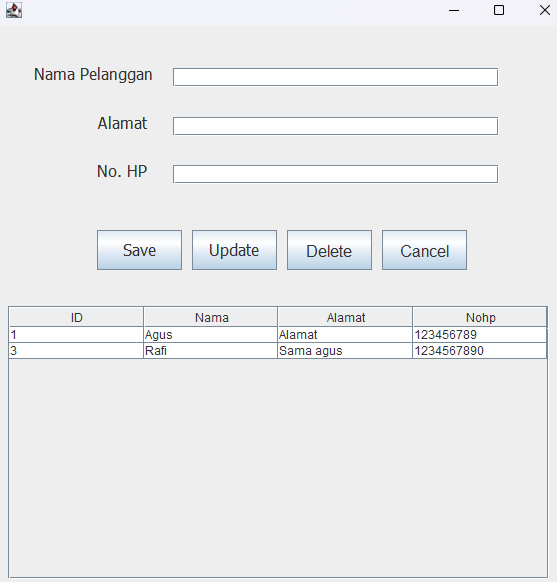 Nama Pelanggan
Alamat
No. HP
Save Update Delete Cancel
ID Nama Alamat Nohp
1 Agus Alamat 123456789
3 Rafi Sama agus 1234567890